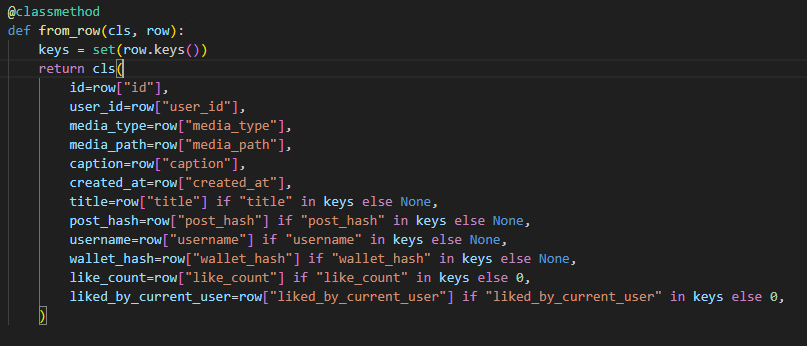 @classmethod
def from_row(cls, row):
    keys = set(row.keys())
    return cls(
        id=row["id"],
        user_id=row["user_id"],
        media_type=row["media_type"],
        media_path=row["media_path"],
        caption=row["caption"],
        created_at=row["created_at"],
        title=row["title"] if "title" in keys else None,
        post_hash=row["post_hash"] if "post_hash" in keys else None,
        username=row["username"] if "username" in keys else None,
        wallet_hash=row["wallet_hash"] if "wallet_hash" in keys else None,
        like_count=row["like_count"] if "like_count" in keys else 0,
        liked_by_current_user=row["liked_by_current_user"] if "liked_by_current_user" in keys else 0,
    )